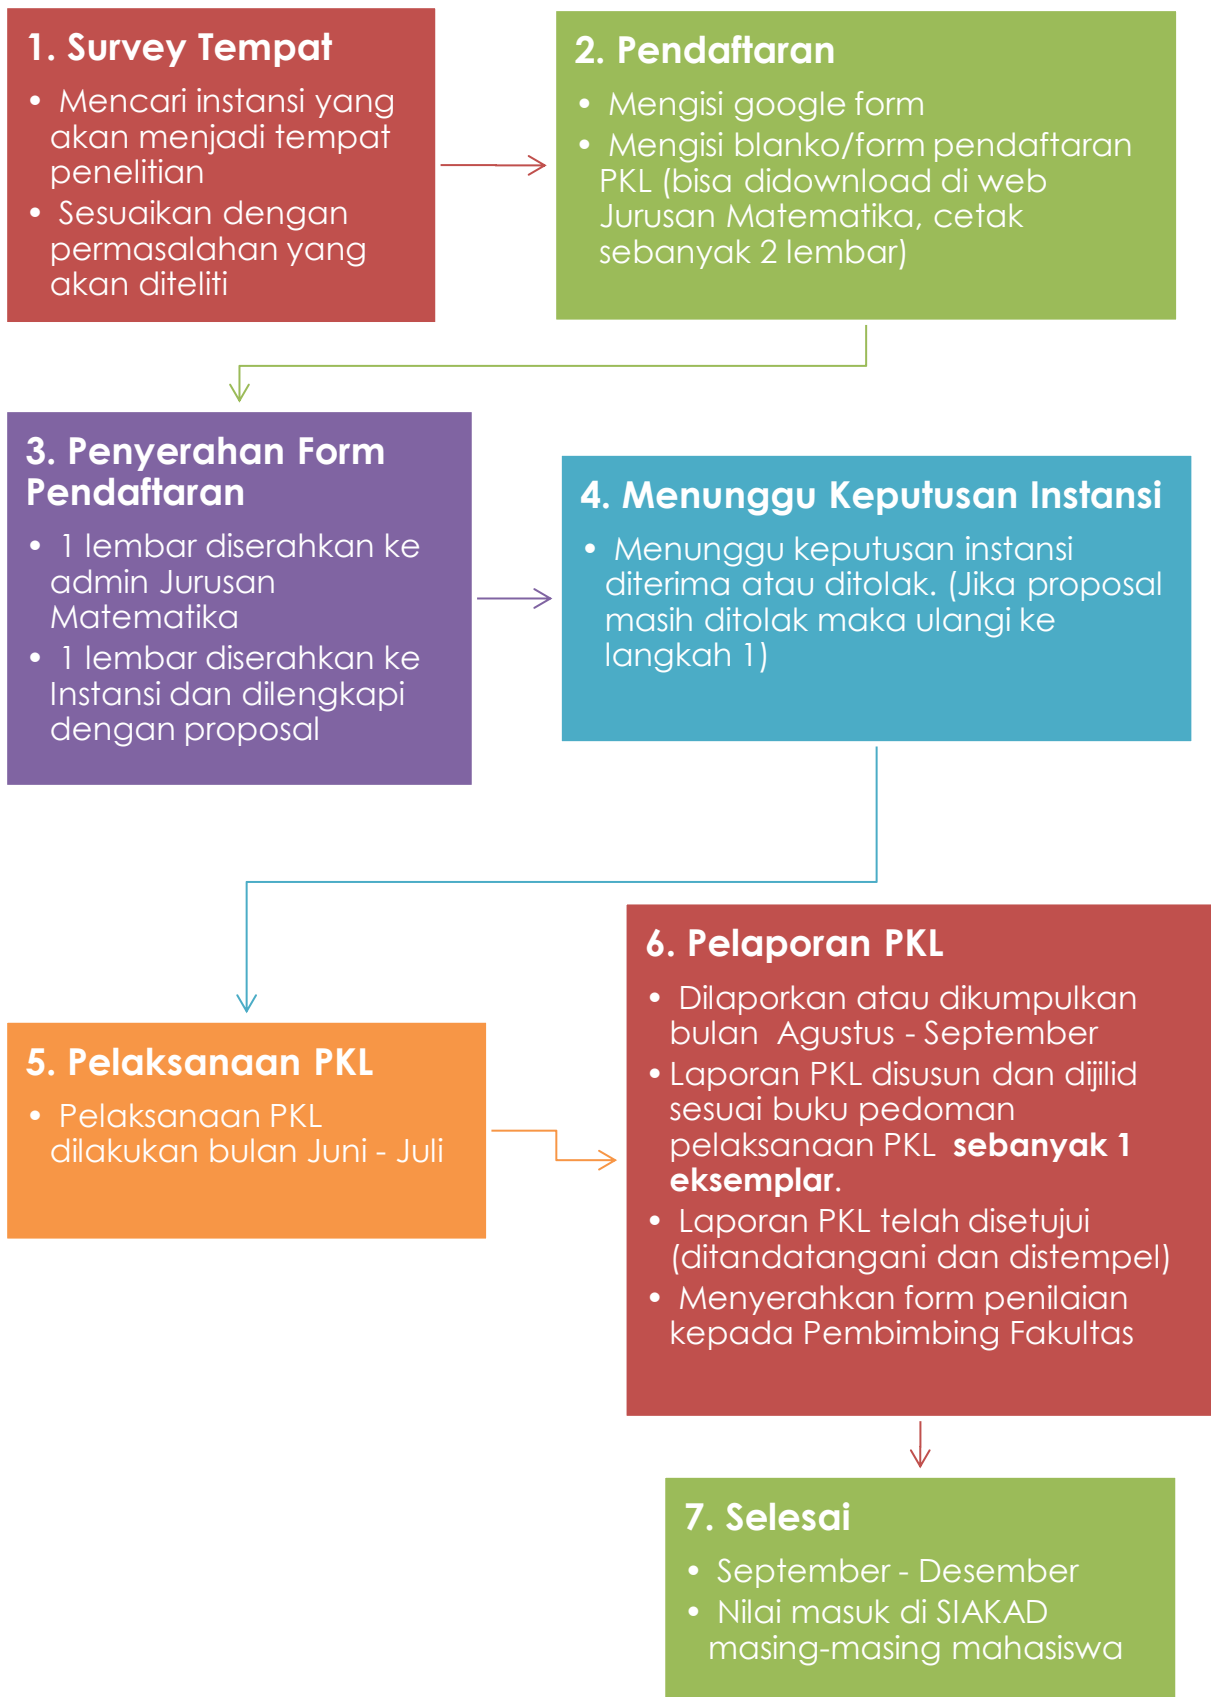 1. Survey Tempat
• Mencari instansi yang
akan menjadi tempat
penelitian
• Sesuaikan dengan
permasalahan yang
akan diteliti
2. Pendaftaran
• Mengisi google form
• Mengisi blanko/form pendaftaran
PKL (bisa didownload di web
Jurusan Matematika, cetak
sebanyak 2 lembar)
3. Penyerahan Form
Pendaftaran
• 1 lembar diserahkan ke
admin Jurusan
Matematika
• 1 lembar diserahkan ke
Instansi dan dilengkapi
dengan proposal
4. Menunggu Keputusan Instansi
• Menunggu keputusan instansi
diterima atau ditolak. (Jika proposal
masih ditolak maka ulangi ke
langkah 1)
5. Pelaksanaan PKL
• Pelaksanaan PKL
dilakukan bulan Juni - Juli
6. Pelaporan PKL
• Dilaporkan atau dikumpulkan
bulan Agustus - September
• Laporan PKL disusun dan dijilid
sesuai buku pedoman
pelaksanaan PKL sebanyak 1
eksemplar.
• Laporan PKL telah disetujui
(ditandatangani dan distempel)
• Menyerahkan form penilaian
kepada Pembimbing Fakultas
7. Selesai
• September - Desember
• Nilai masuk di SIAKAD
masing-masing mahasiswa